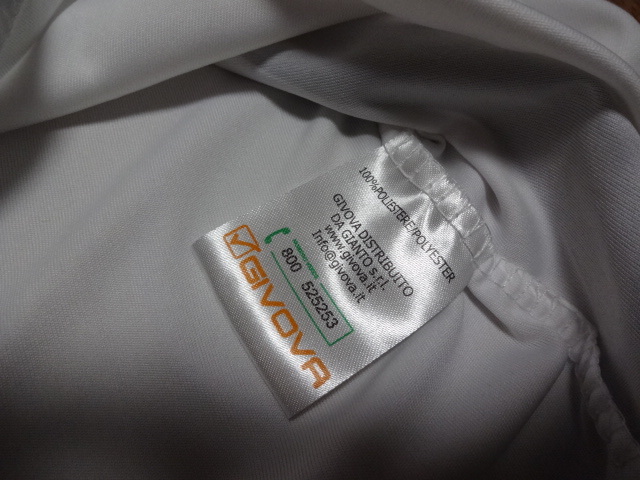 100%POLIESTERE/POLYESTER
GIVOVA DISTRIBUITO
DA GIANTO s.r.l.
www.givova.it
Info@givova.it
800 525253
GIVOVA